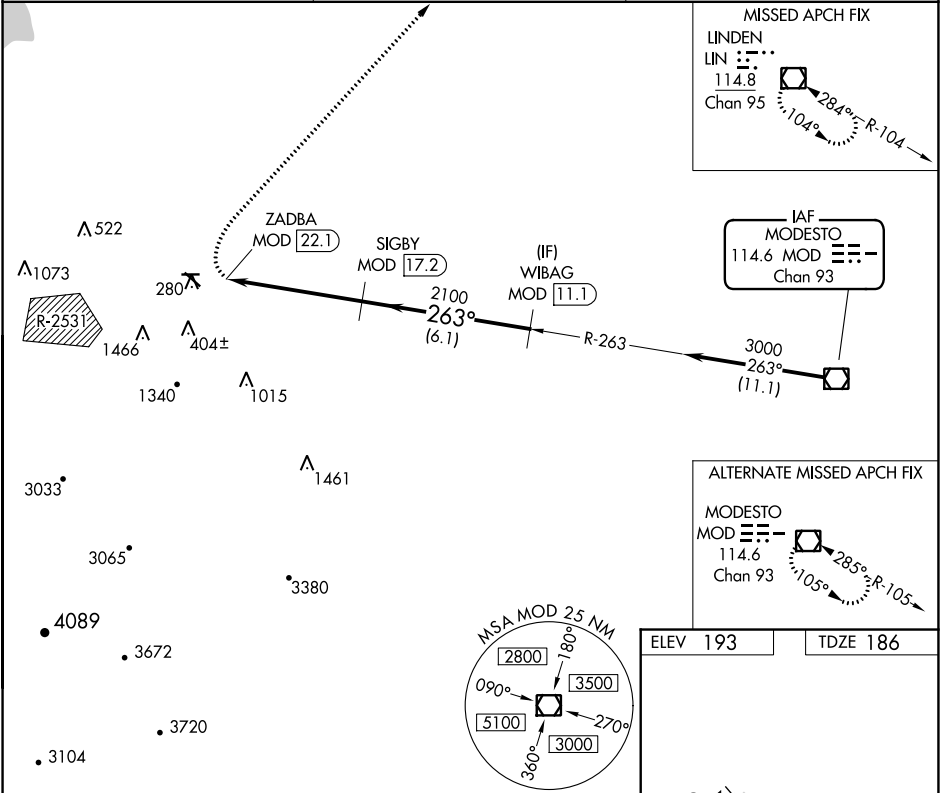 MISSED APCH FIX
LINDEN
LIN
114.8
Chan 95
284°
R-104
104°
522
1073
280
R-2531
1466
404±
1340
1015
ZADBA
MOD 22.1
SIGBY
MOD 17.2
(IF)
WIBAG
MOD 11.1
2100
263°
(6.1)
R-263
3000
263°
(11.1)
IAF
MODESTO
114.6 MOD
Chan 93
1461
3033
3065
3380
4089
3672
3720
3104
ALTERNATE MISSED APCH FIX
MODESTO
MOD
114.6
Chan 93
285°
R-105
105°
MSA MOD 25 NM
180°
2800
3500
090°
270°
5100
3000
360°
ELEV 193
TDZE 186